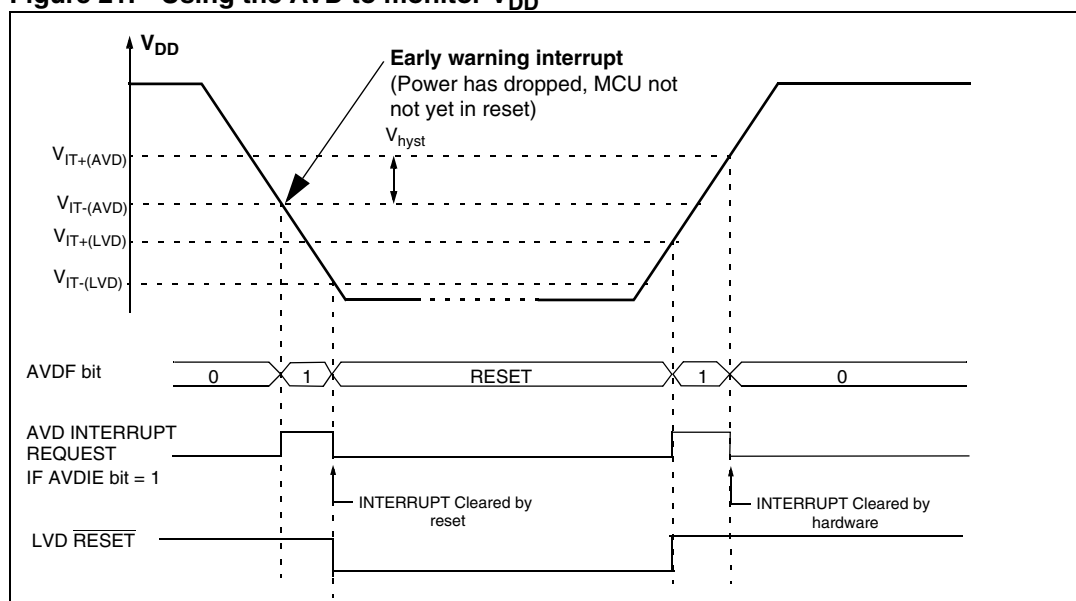 Figure 21. Using the AVD to monitor VDD
VDD
Early warning interrupt
(Power has dropped, MCU not
not yet in reset)
Vhyst
VIT+(AVD)
VIT-(AVD)
VIT+(LVD)
VIT-(LVD)
AVDF bit
0
1
RESET
1
0
AVD INTERRUPT
REQUEST
IF AVDIE bit = 1
INTERRUPT Cleared by
reset
INTERRUPT Cleared by
hardware
LVD RESET